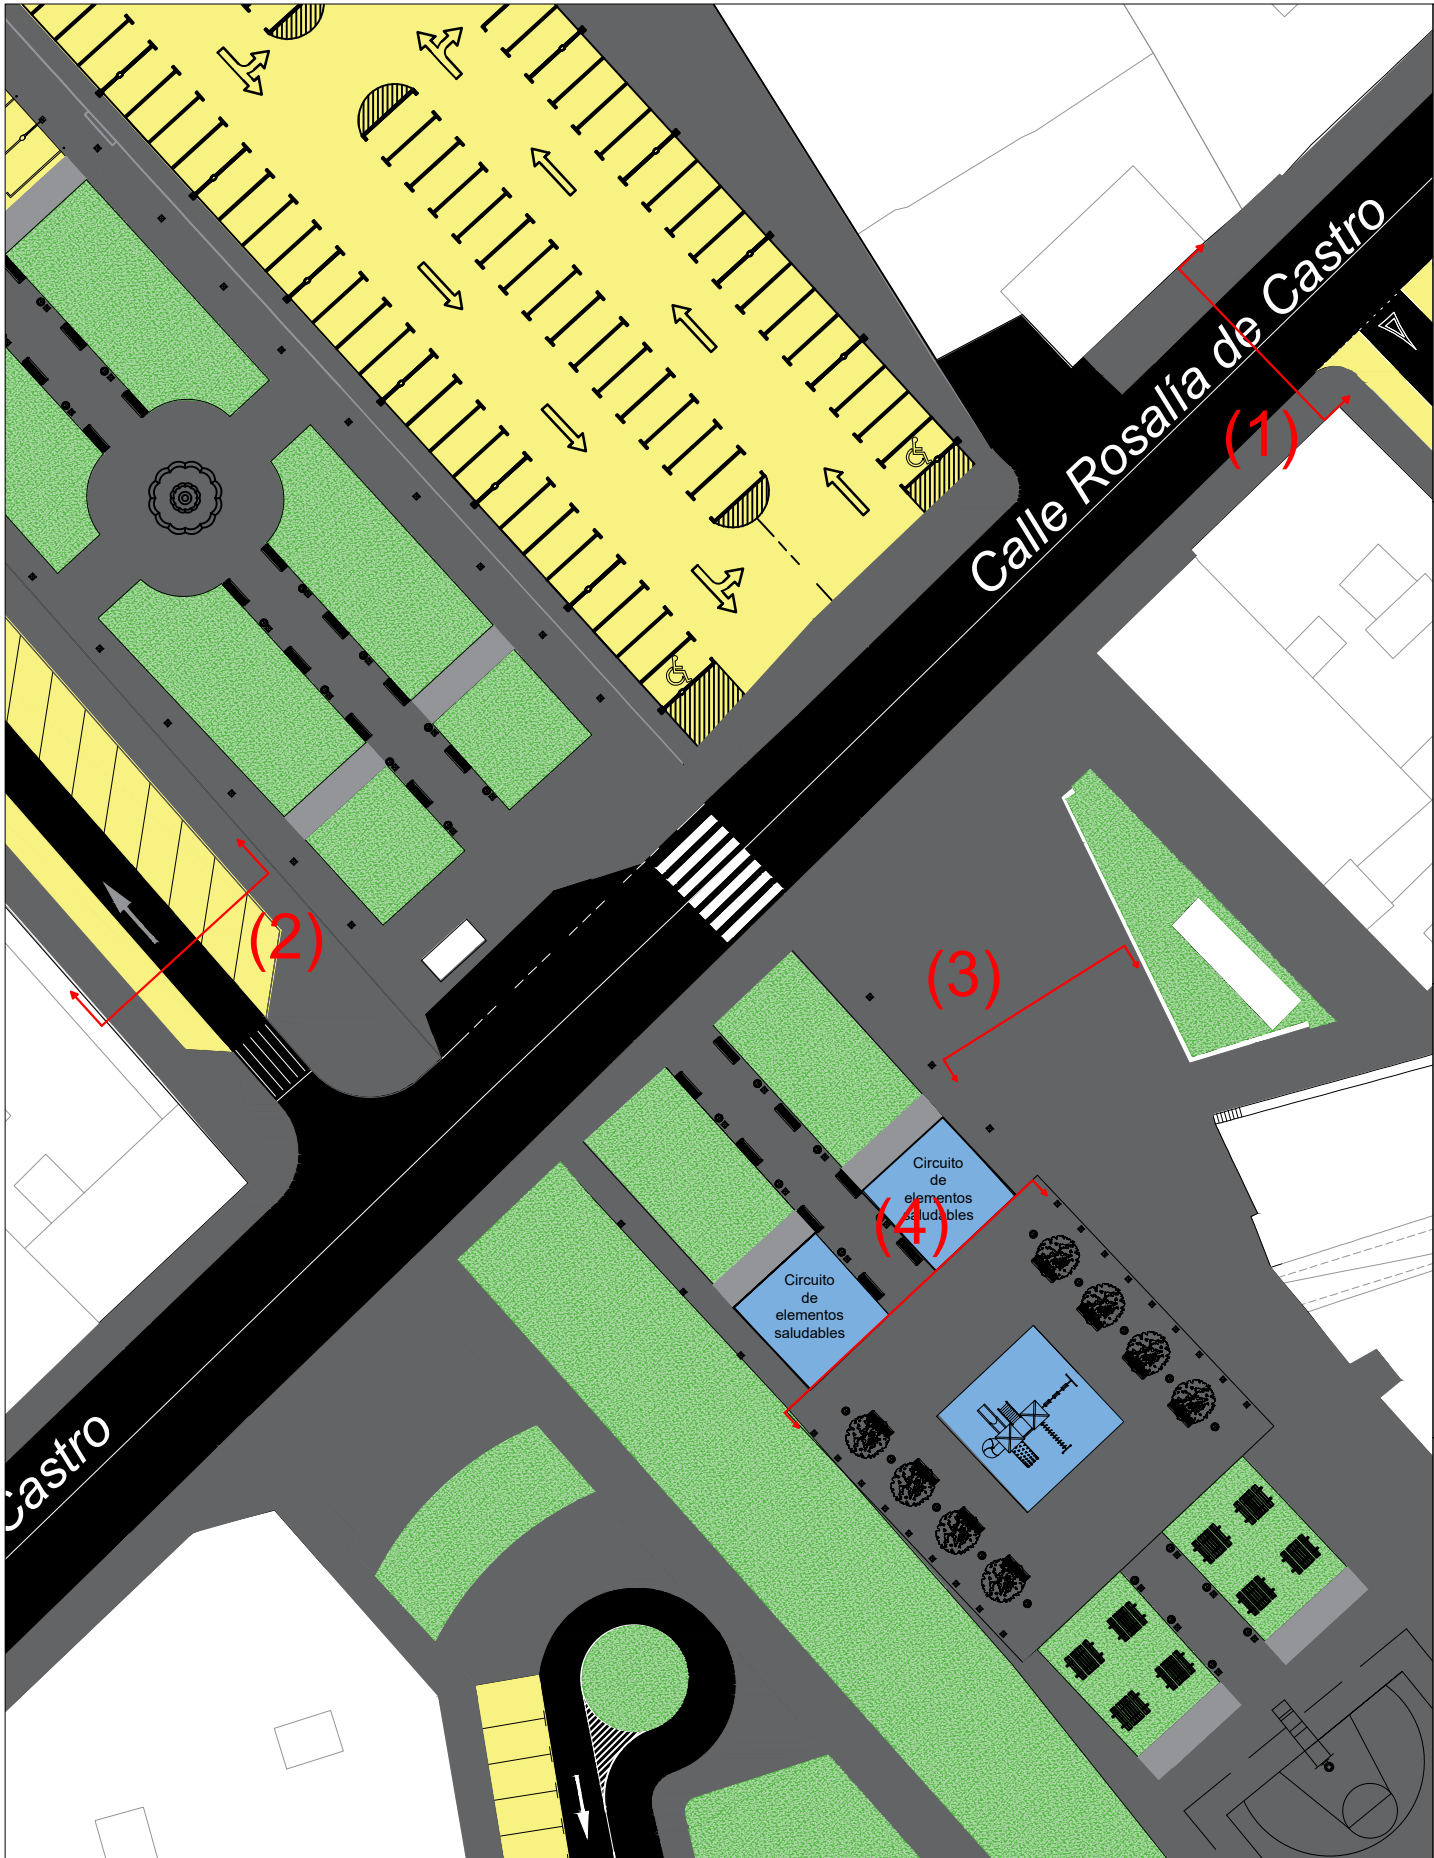 Calle Rosalía de Castro
(1)
(2)
(3)
Circuito
de
elementos
saludables
(4)
Circuito
de
elementos
saludables
Castro